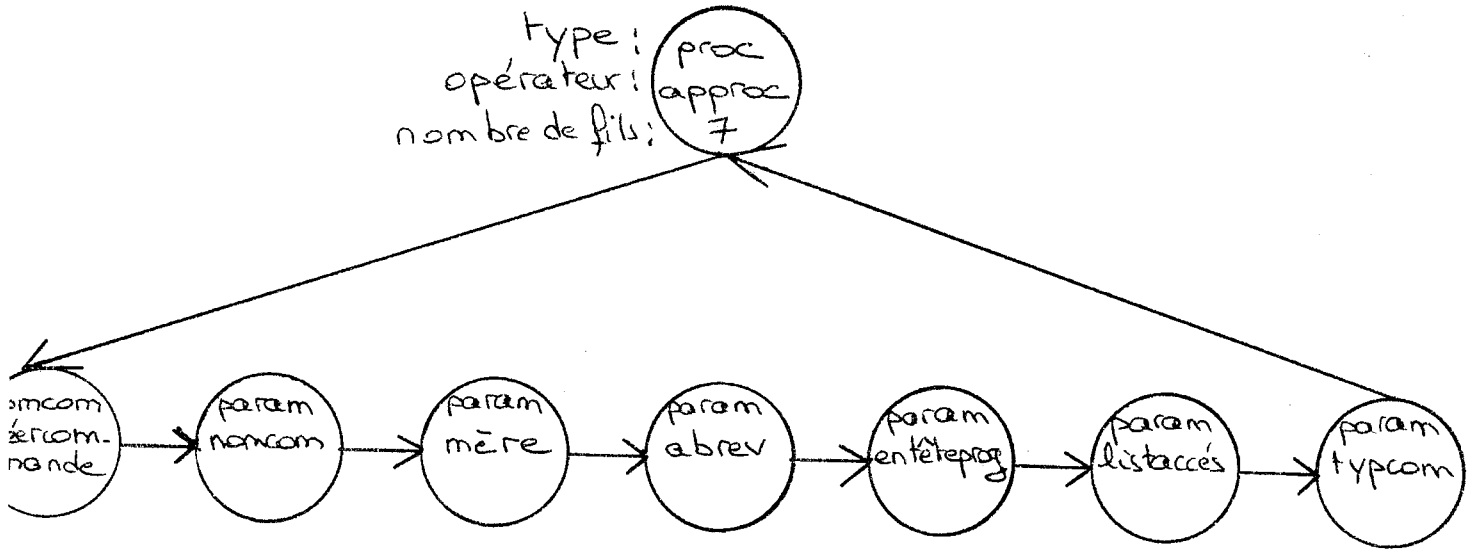 type:
opérateur:
nombre de fils:
proc
approc
7
param
nomcom
param
mère
param
abrev
param
entêteprog
param
listaccés
param
typcom